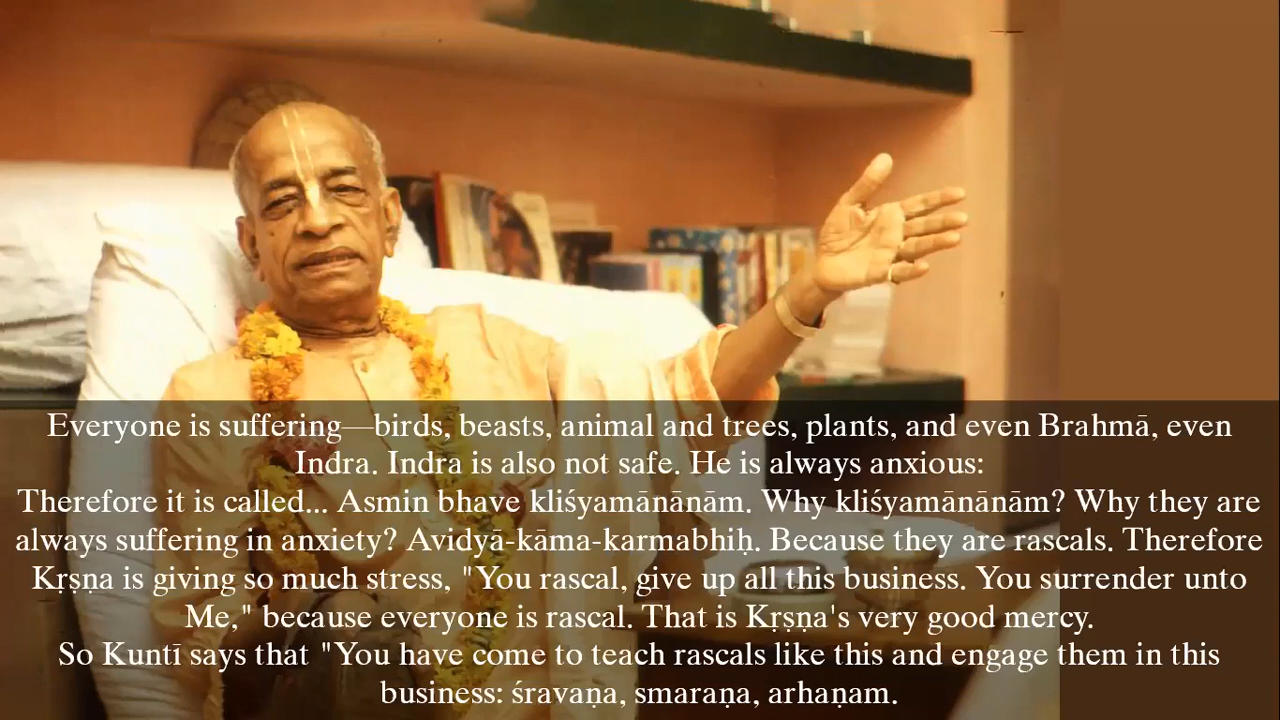 Everyone is suffering—birds, beasts, animal and trees, plants, and even Brahmā, even
Indra. Indra is also not safe. He is always anxious:
Therefore it is called... Asmin bhave kliśyamānānām. Why kliśyamānānām? Why they are
always suffering in anxiety? Avidyā-kāma-karmabhiḥ. Because they are rascals. Therefore
Kṛṣṇa is giving so much stress, "You rascal, give up all this business. You surrender unto
Me," because everyone is rascal. That is Kṛṣṇa's very good mercy.
So Kuntī says that "You have come to teach rascals like this and engage them in this
business: śravaṇa, smaraṇa, arhaṇam.